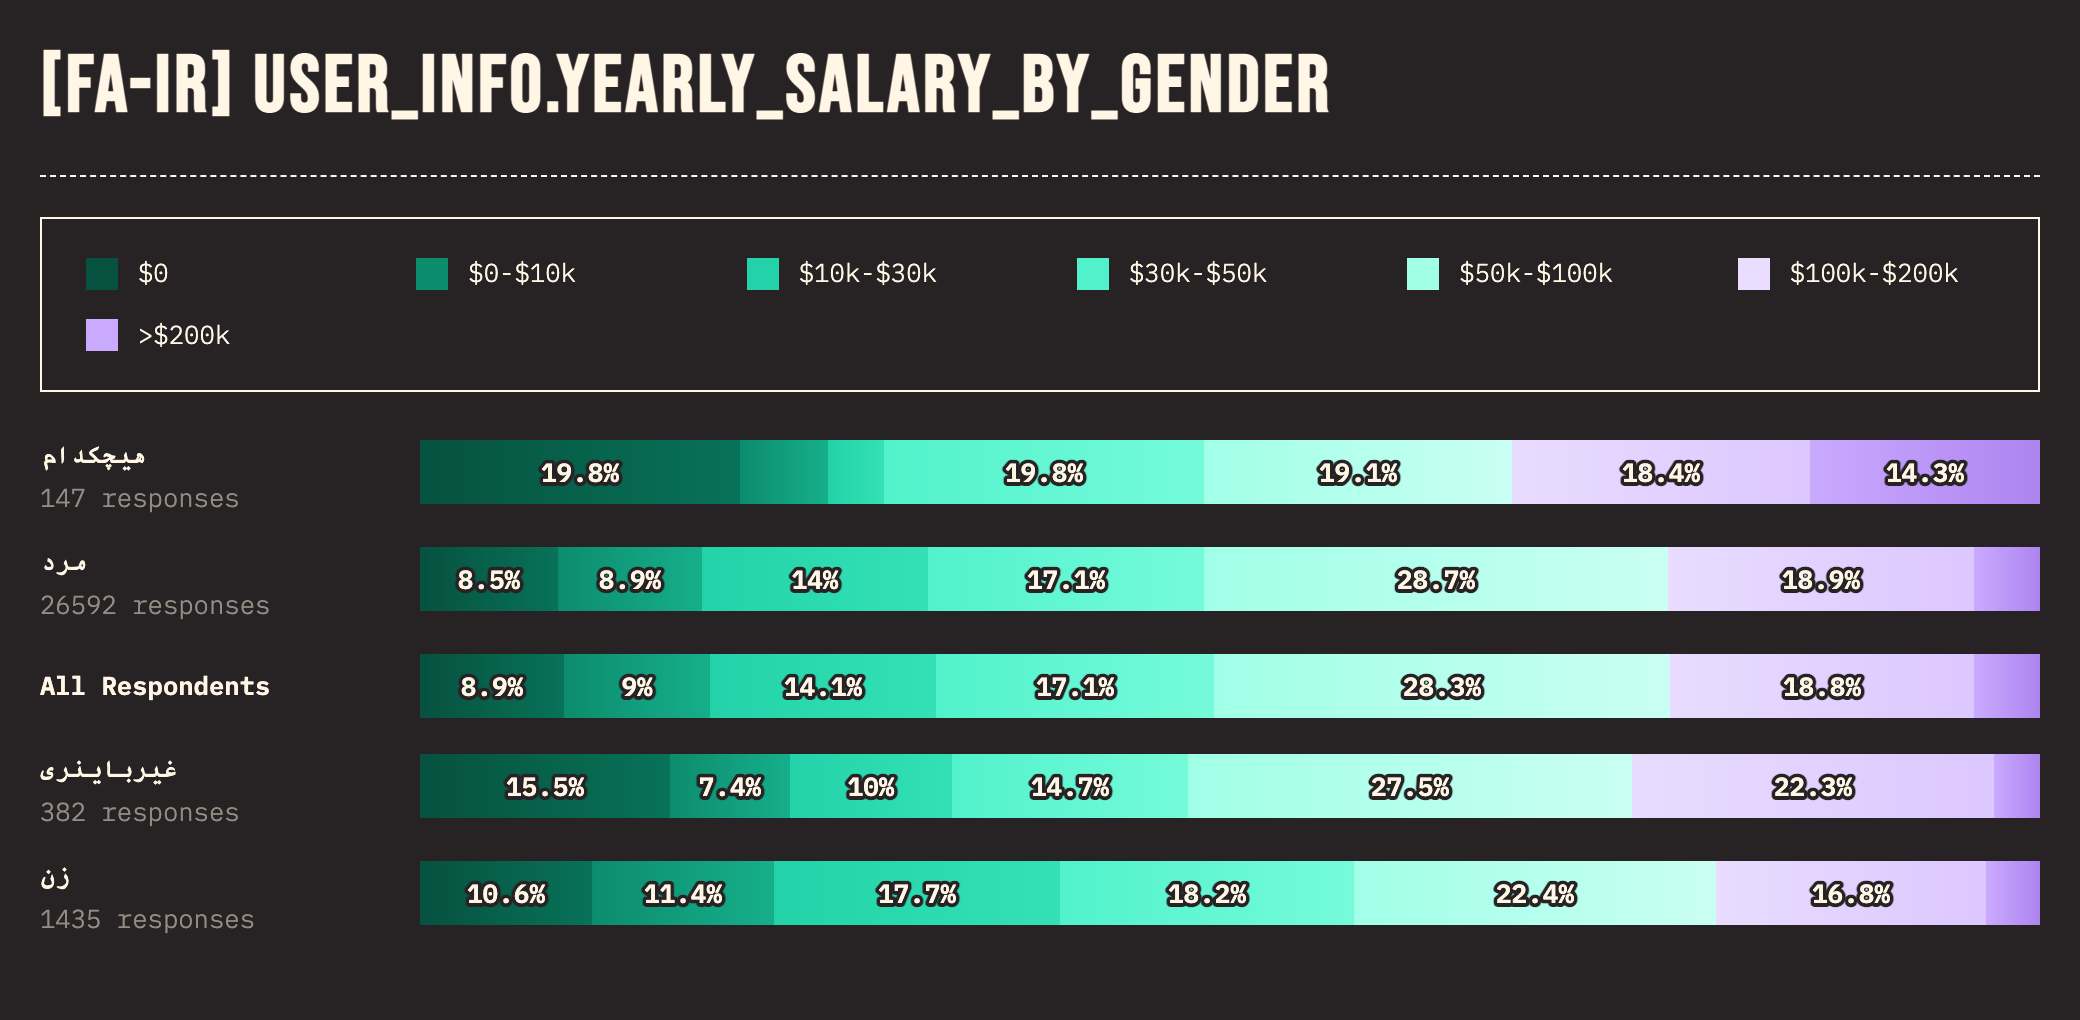 [FA-IR] USER_INFO.YEARLY_SALARY_BY_GENDER
$0 $0-$10k $10k-$30k $30k-$50k $50k-$100k $100k-$200k
>$200k
هیچکدام
147 responses
19.8% 19.8% 19.1% 18.4% 14.3%
مرد
26592 responses
8.5% 8.9% 14% 17.1% 28.7% 18.9%
All Respondents
8.9% 9% 14.1% 17.1% 28.3% 18.8%
غیرباینری
382 responses
15.5% 7.4% 10% 14.7% 27.5% 22.3%
زن
1435 responses
10.6% 11.4% 17.7% 18.2% 22.4% 16.8%